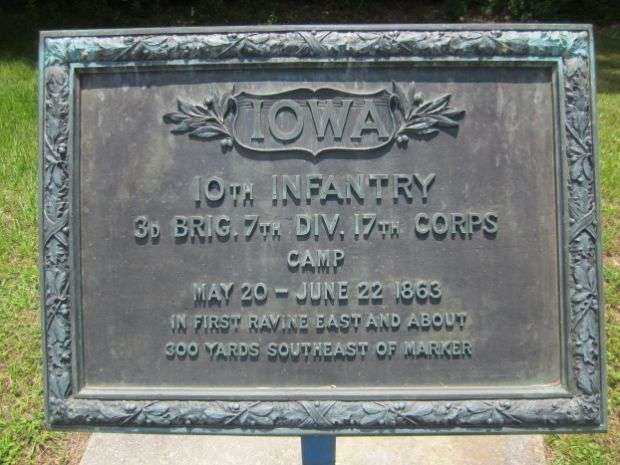 IOWA
10TH INFANTRY
3D BRIG. 7TH DIV. 17TH CORPS
CAMP
MAY 20 - JUNE 22 1863
IN FIRST RAVINE EAST AND ABOUT
300 YARDS SOUTHEAST OF MARKER